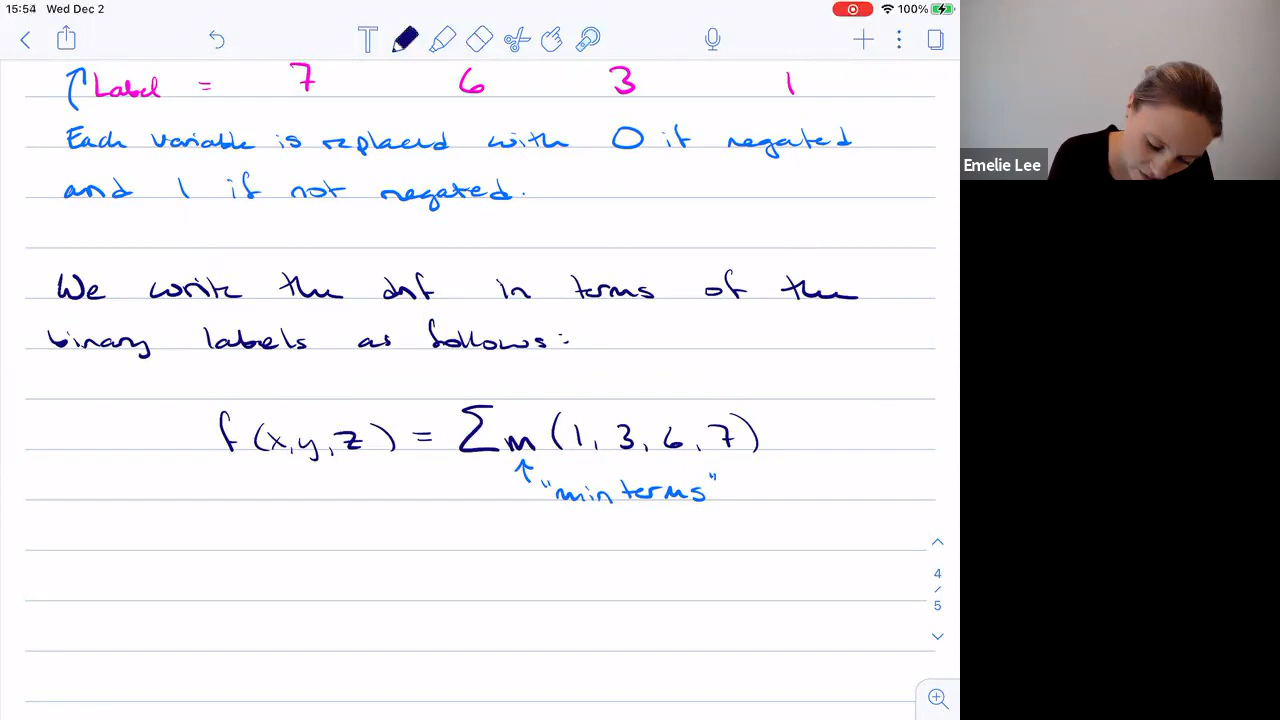 15:54 Wed Dec 2
100%
Label = 7 6 3 1
Each variable is replaced with 0 if negated
and 1 if not negated.
We write the dnf in terms of the
binary labels as follows:
f(x,y,z) = Σm(1, 3, 6, 7)
"minterms"
4
/
5
Emelie Lee